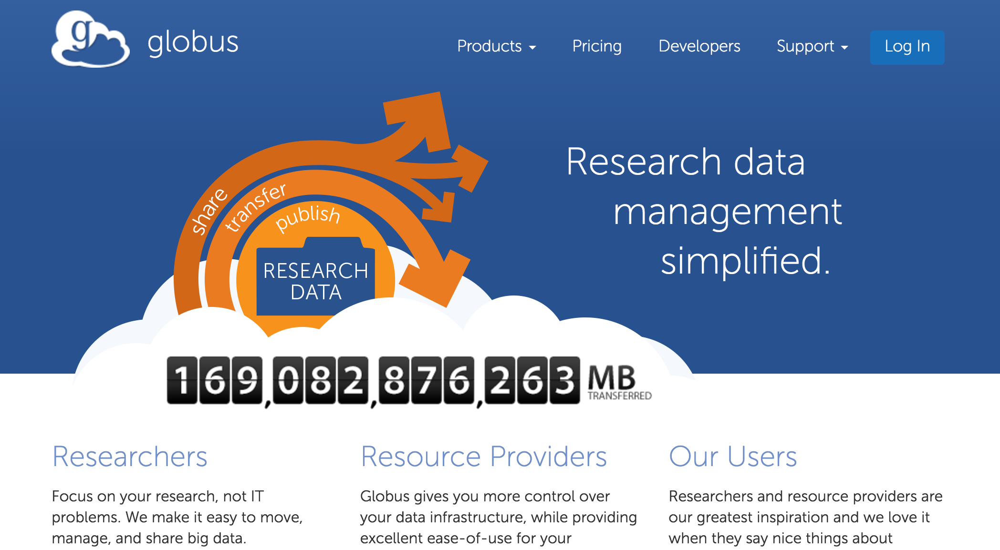 g
globus
Products
Pricing
Developers
Support
Log In
share
transfer
publish
RESEARCH
DATA
Research data
management
simplified.
169,082,876,263 MB
TRANSFERRED
Researchers
Focus on your research, not IT
problems. We make it easy to move,
manage, and share big data.
Resource Providers
Globus gives you more control over
your data infrastructure, while providing
excellent ease-of-use for your
Our Users
Researchers and resource providers are
our greatest inspiration and we love it
when they say nice things about